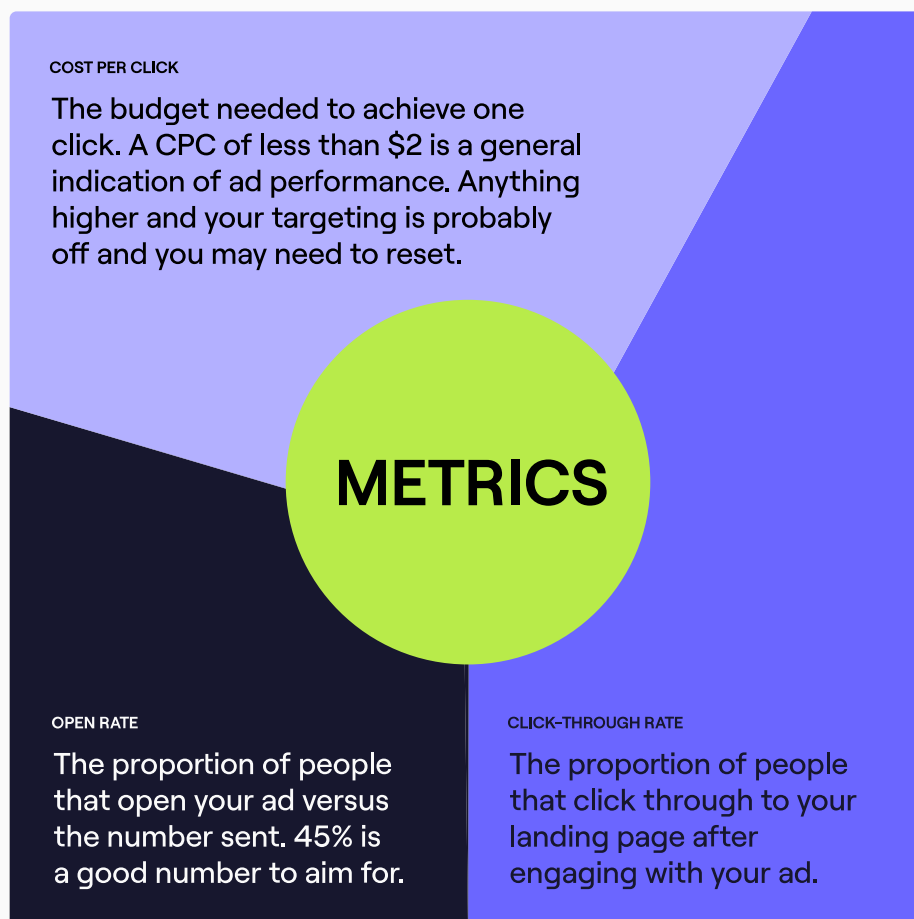 COST PER CLICK
The budget needed to achieve one
click. A CPC of less than $2 is a general
indication of ad performance. Anything
higher and your targeting is probably
off and you may need to reset.
METRICS
OPEN RATE
The proportion of people
that open your ad versus
the number sent. 45% is
a good number to aim for.
CLICK-THROUGH RATE
The proportion of people
that click through to your
landing page after
engaging with your ad.